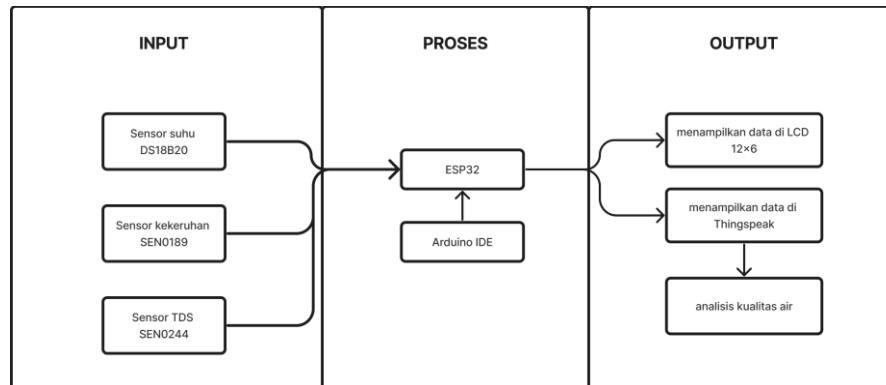 INPUT
PROSES
OUTPUT
Sensor suhu
DS18B20
Sensor kekeruhan
SEN0189
Sensor TDS
SEN0244
ESP32
Arduino IDE
menampilkan data di LCD
12×6
menampilkan data di
Thingspeak
analisis kualitas air